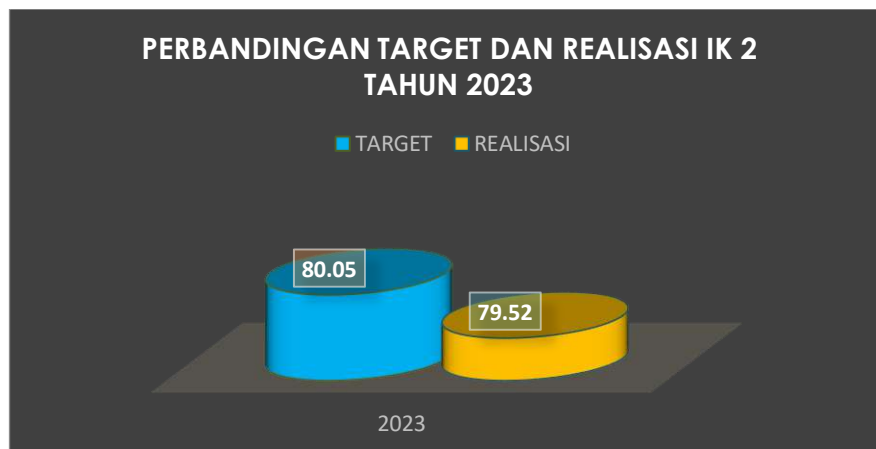 PERBANDINGAN TARGET DAN REALISASI IK 2
TAHUN 2023
TARGET REALISASI
80.05
79.52
2023